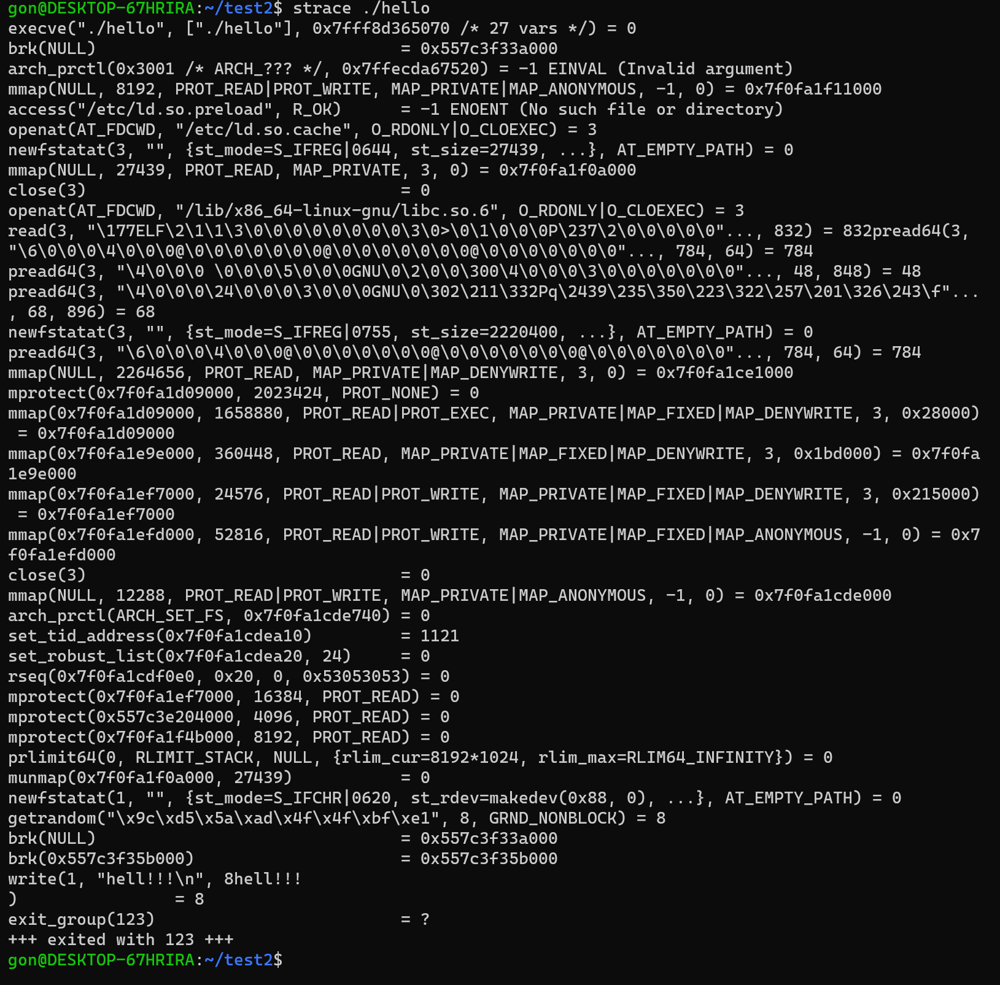 gon@DESKTOP-67HRIRA:~/test2$ strace ./hello
execve("./hello", ["./hello"], 0x7fff8d365070 /* 27 vars */) = 0
brk(NULL)                               = 0x557c3f33a000
arch_prctl(0x3001 /* ARCH_??? */, 0x7ffecda67520) = -1 EINVAL (Invalid argument)
mmap(NULL, 8192, PROT_READ|PROT_WRITE, MAP_PRIVATE|MAP_ANONYMOUS, -1, 0) = 0x7f0fa1f11000
access("/etc/ld.so.preload", R_OK)      = -1 ENOENT (No such file or directory)
openat(AT_FDCWD, "/etc/ld.so.cache", O_RDONLY|O_CLOEXEC) = 3
newfstatat(3, "", {st_mode=S_IFREG|0644, st_size=27439, ...}, AT_EMPTY_PATH) = 0
mmap(NULL, 27439, PROT_READ, MAP_PRIVATE, 3, 0) = 0x7f0fa1f0a000
close(3)                                = 0
openat(AT_FDCWD, "/lib/x86_64-linux-gnu/libc.so.6", O_RDONLY|O_CLOEXEC) = 3
read(3, "\177ELF\2\1\1\3\0\0\0\0\0\0\0\0\3\0>\0\1\0\0\0P\237\2\0\0\0\0\0"..., 832) = 832pread64(3,
"\6\0\0\0\4\0\0\0@\0\0\0\0\0\0\0@\0\0\0\0\0\0\0@\0\0\0\0\0\0\0"..., 784, 64) = 784
pread64(3, "\4\0\0\0 \0\0\0\5\0\0\0GNU\0\2\0\0\300\4\0\0\0\3\0\0\0\0\0\0\0"..., 48, 848) = 48
pread64(3, "\4\0\0\0\24\0\0\0\3\0\0\0GNU\0\302\211\332Pq\2439\235\350\223\322\257\201\326\243\f"...
, 68, 896) = 68
newfstatat(3, "", {st_mode=S_IFREG|0755, st_size=2220400, ...}, AT_EMPTY_PATH) = 0
pread64(3, "\6\0\0\0\4\0\0\0@\0\0\0\0\0\0\0@\0\0\0\0\0\0\0@\0\0\0\0\0\0\0"..., 784, 64) = 784
mmap(NULL, 2264656, PROT_READ, MAP_PRIVATE|MAP_DENYWRITE, 3, 0) = 0x7f0fa1ce1000
mprotect(0x7f0fa1d09000, 2023424, PROT_NONE) = 0
mmap(0x7f0fa1d09000, 1658880, PROT_READ|PROT_EXEC, MAP_PRIVATE|MAP_FIXED|MAP_DENYWRITE, 3, 0x28000)
 = 0x7f0fa1d09000
mmap(0x7f0fa1e9e000, 360448, PROT_READ, MAP_PRIVATE|MAP_FIXED|MAP_DENYWRITE, 3, 0x1bd000) = 0x7f0fa
1e9e000
mmap(0x7f0fa1ef7000, 24576, PROT_READ|PROT_WRITE, MAP_PRIVATE|MAP_FIXED|MAP_DENYWRITE, 3, 0x215000)
 = 0x7f0fa1ef7000
mmap(0x7f0fa1efd000, 52816, PROT_READ|PROT_WRITE, MAP_PRIVATE|MAP_FIXED|MAP_ANONYMOUS, -1, 0) = 0x7
f0fa1efd000
close(3)                                = 0
mmap(NULL, 12288, PROT_READ|PROT_WRITE, MAP_PRIVATE|MAP_ANONYMOUS, -1, 0) = 0x7f0fa1cde000
arch_prctl(ARCH_SET_FS, 0x7f0fa1cde740) = 0
set_tid_address(0x7f0fa1cdea10)         = 1121
set_robust_list(0x7f0fa1cdea20, 24)     = 0
rseq(0x7f0fa1cdf0e0, 0x20, 0, 0x53053053) = 0
mprotect(0x7f0fa1ef7000, 16384, PROT_READ) = 0
mprotect(0x557c3e204000, 4096, PROT_READ) = 0
mprotect(0x7f0fa1f4b000, 8192, PROT_READ) = 0
prlimit64(0, RLIMIT_STACK, NULL, {rlim_cur=8192*1024, rlim_max=RLIM64_INFINITY}) = 0
munmap(0x7f0fa1f0a000, 27439)           = 0
newfstatat(1, "", {st_mode=S_IFCHR|0620, st_rdev=makedev(0x88, 0), ...}, AT_EMPTY_PATH) = 0
getrandom("\x9c\xd5\x5a\xad\x4f\x4f\xbf\xe1", 8, GRND_NONBLOCK) = 8
brk(NULL)                               = 0x557c3f33a000
brk(0x557c3f35b000)                     = 0x557c3f35b000
write(1, "hell!!!\n", 8hell!!!
)                = 8
exit_group(123)                         = ?
+++ exited with 123 +++
gon@DESKTOP-67HRIRA:~/test2$